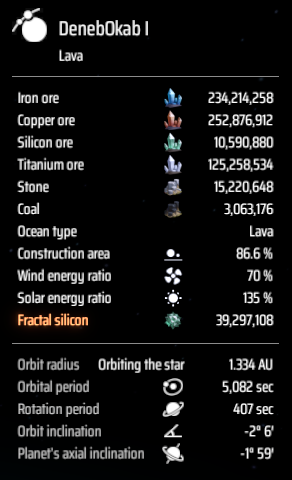 DenebOkab I
Lava
Iron ore 234,214,258
Copper ore 252,876,912
Silicon ore 10,590,880
Titanium ore 125,258,534
Stone 15,220,648
Coal 3,063,176
Ocean type Lava
Construction area 86.6 %
Wind energy ratio 70 %
Solar energy ratio 135 %
Fractal silicon 39,297,108
Orbit radius Orbiting the star 1.334 AU
Orbital period 5,082 sec
Rotation period 407 sec
Orbit inclination -2° 6'
Planet's axial inclination -1° 59'